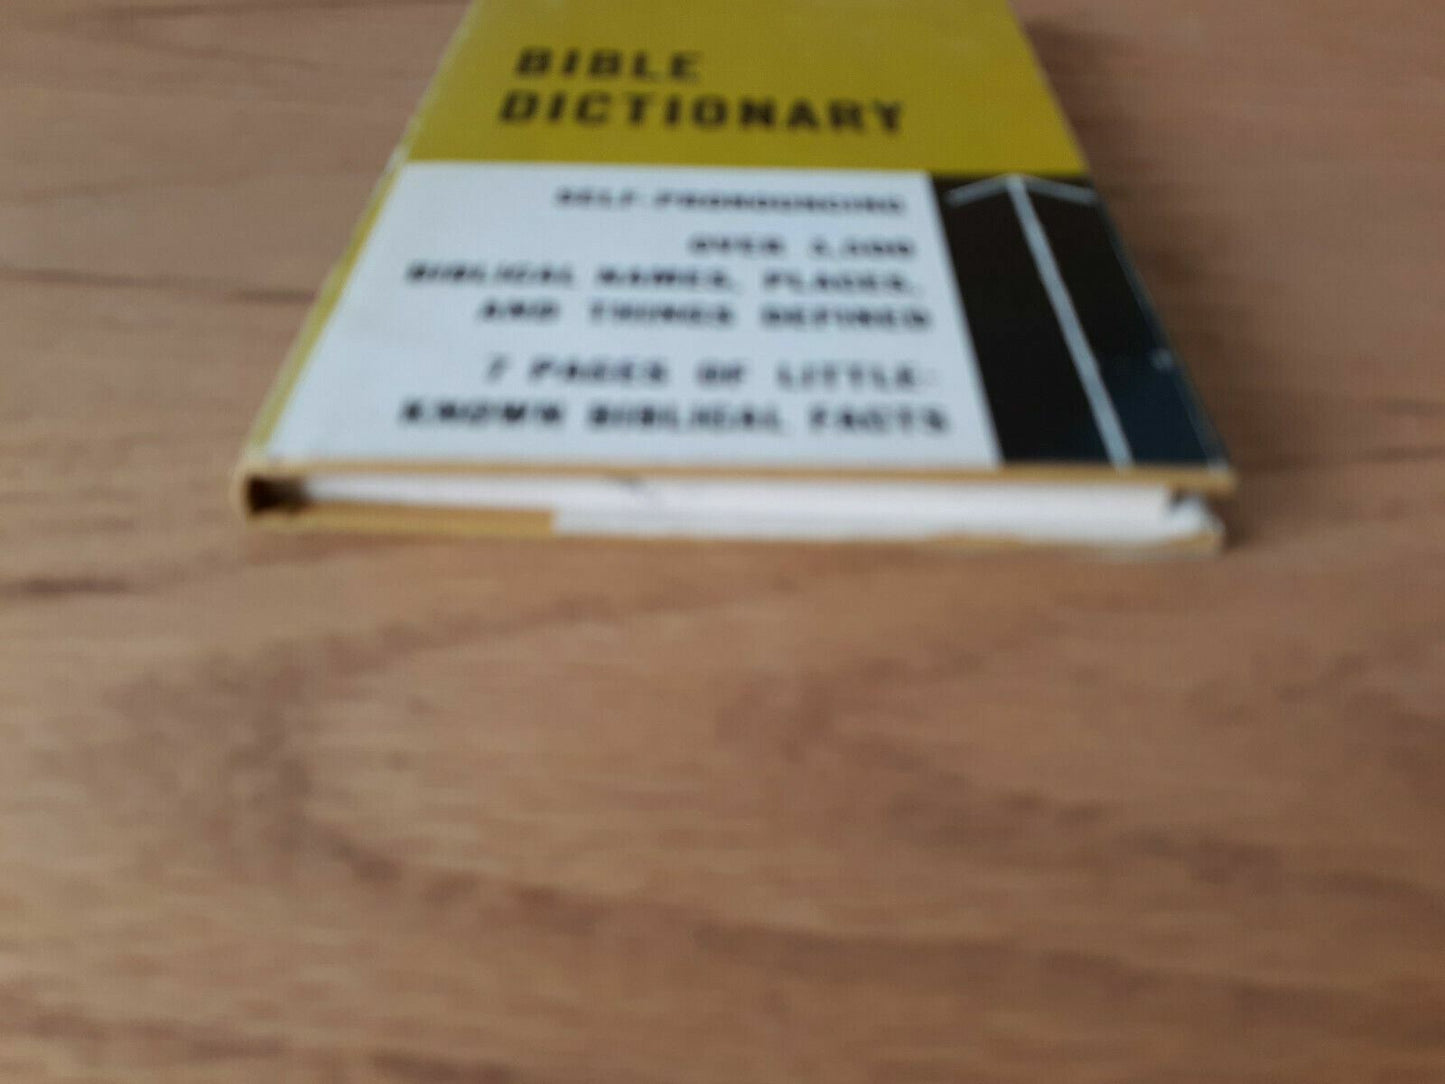 BIBLE
DICTIONARY
SELF-PRONOUNCING
OVER
BIBLICAL NAMES, PLACES,
AND THINGS DEFINED
7 PAGES OF LITTLE-
KNOWN BIBLICAL FACTS